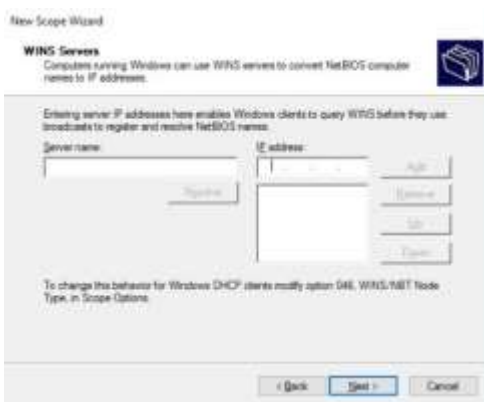 New Scope Wizard
WINS Servers
Computers running Windows can use WINS servers to convert NetBIOS computer
names to IP addresses.
Entering server IP addresses here enables Windows clients to query WINS before they use
broadcasts to register and resolve NetBIOS names.
Server name:
IP address:
Add
Resolve
Remove
Up
Down
To change this behavior for Windows DHCP clients modify option 046, WINS/NBT Node
Type, in Scope Options.
< Back
Next >
Cancel